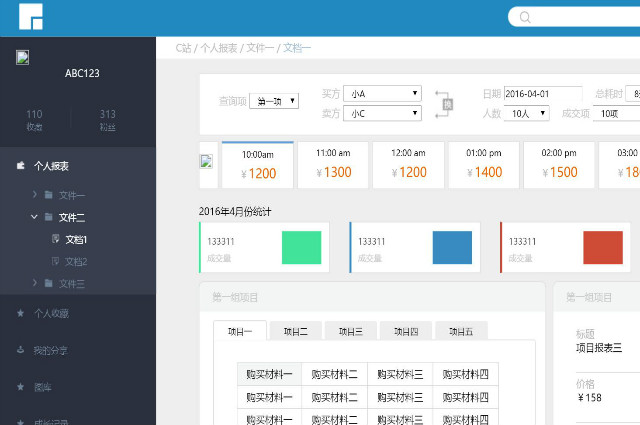 C站 / 个人报表 / 文件一 / 文档一
ABC123
110 313
收藏 粉丝
个人报表
文件一
文件二
文档1
文档2
文件三
个人收藏
我的分享
图库
查询项 第一项
买方 小A
卖方 小C
换
日期 2016-04-01 总耗时
人数 10人 成交项 10项
10:00am 11:00 am 12:00 am 01:00 pm 02:00 pm 03:00
¥1200 ¥1300 ¥1200 ¥1400 ¥1500
2016年4月份统计
133311 133311 133311
成交量 成交量 成交量
第一组项目 第一组项目
项目一 项目二 项目三 项目四 项目五
购买材料一 购买材料二 购买材料三 购买材料四
购买材料一 购买材料二 购买材料三 购买材料四
购买材料一 购买材料二 购买材料三 购买材料四
标题
项目报表三
价格
¥158